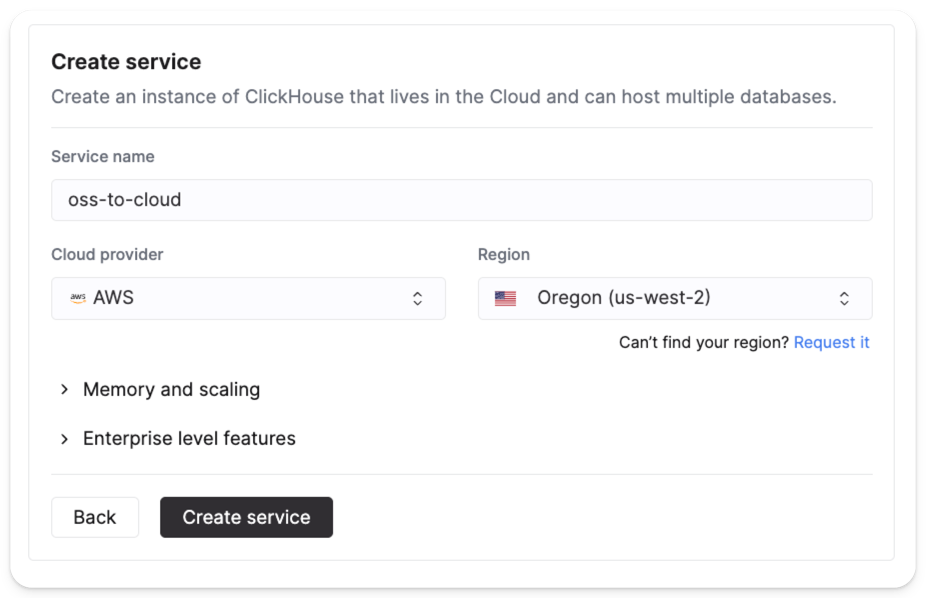 Create service
Create an instance of ClickHouse that lives in the Cloud and can host multiple databases.
Service name
oss-to-cloud
Cloud provider
Region
aws AWS
Oregon (us-west-2)
Can't find your region? Request it
Memory and scaling
Enterprise level features
Back
Create service